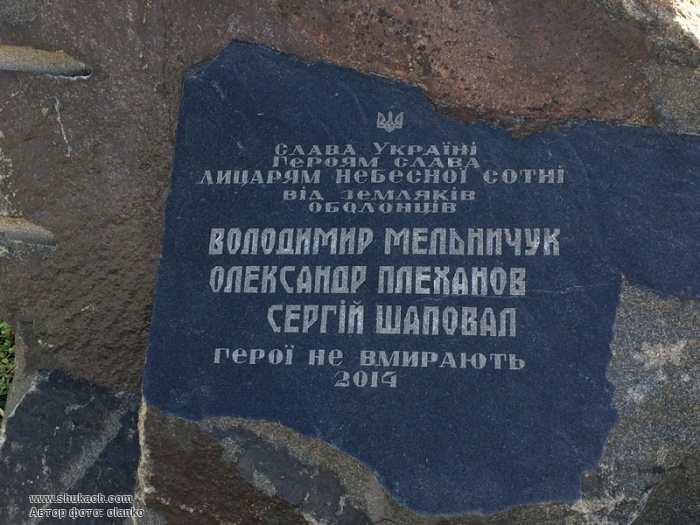 Слава Україні
Героям слава
лицарям Небесної сотні
від земляків
оболонців
Володимир Мельничук
Олександр Плеханов
Сергій Шаповал
герої не вмирають
2014
www.shukach.com
Автор фото: olanko